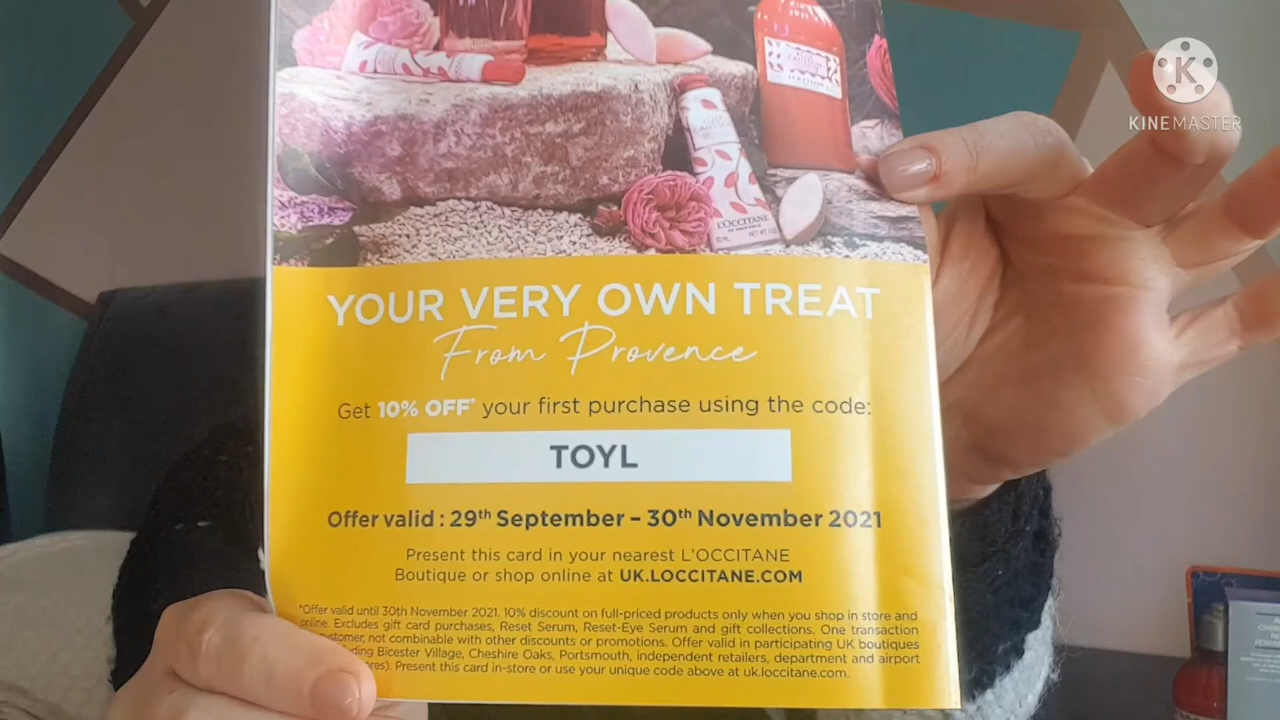 KINEMASTER
L'OCCITANE
EN PROVENCE
YOUR VERY OWN TREAT
From Provence
Get 10% OFF* your first purchase using the code:
TOYL
Offer valid : 29th September – 30th November 2021
Present this card in your nearest L'OCCITANE
Boutique or shop online at UK.LOCCITANE.COM
*Offer valid until 30th November 2021. 10% discount on full-priced products only when you shop in store and
online. Excludes gift card purchases, Reset Serum, Reset-Eye Serum and gift collections. One transaction
customer, not combinable with other discounts or promotions. Offer valid in participating UK boutiques
Bicester Village, Cheshire Oaks, Portsmouth, independent retailers, department and airport
Present this card in-store or use your unique code above at uk.loccitane.com.